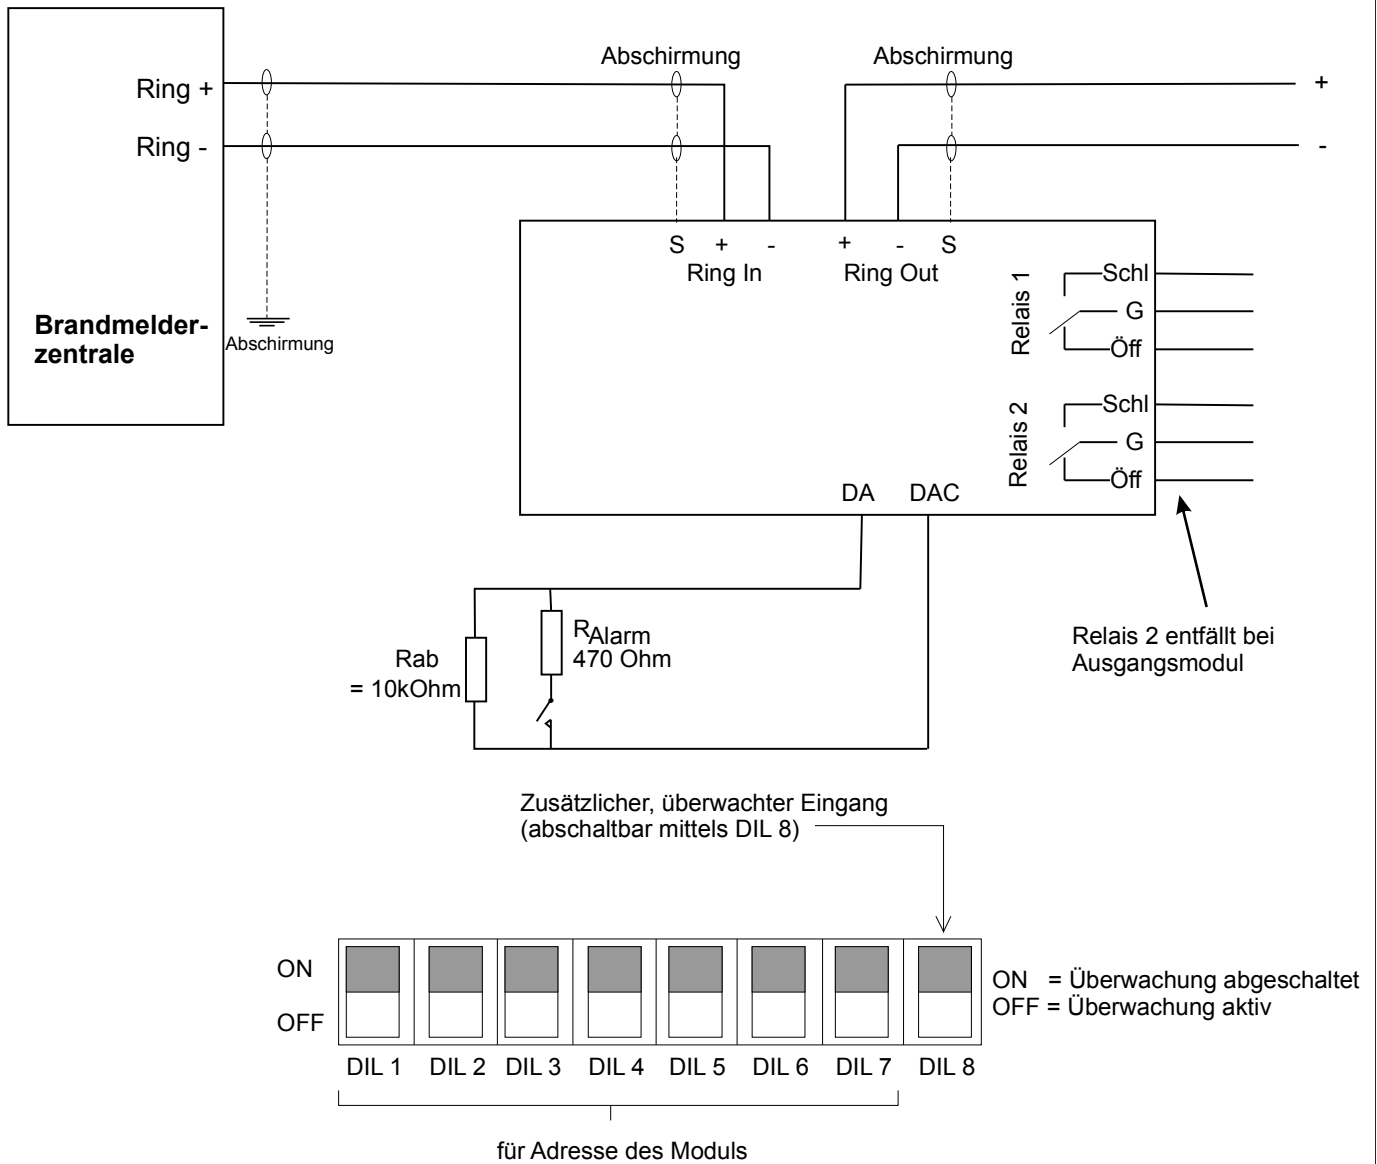 Abschirmung
Abschirmung
Ring +
+
Ring -
-
S + -
+ - S
Ring In
Ring Out
Relais 1
Schl
G
Öff
Brandmelder-
zentrale
Abschirmung
Relais 2
Schl
G
Öff
DA DAC
Rab
= 10kOhm
RAlarm
470 Ohm
Relais 2 entfällt bei
Ausgangsmodul
Zusätzlicher, überwachter Eingang
(abschaltbar mittels DIL 8)
ON
OFF
ON = Überwachung abgeschaltet
OFF = Überwachung aktiv
DIL 1 DIL 2 DIL 3 DIL 4 DIL 5 DIL 6 DIL 7 DIL 8
für Adresse des Moduls